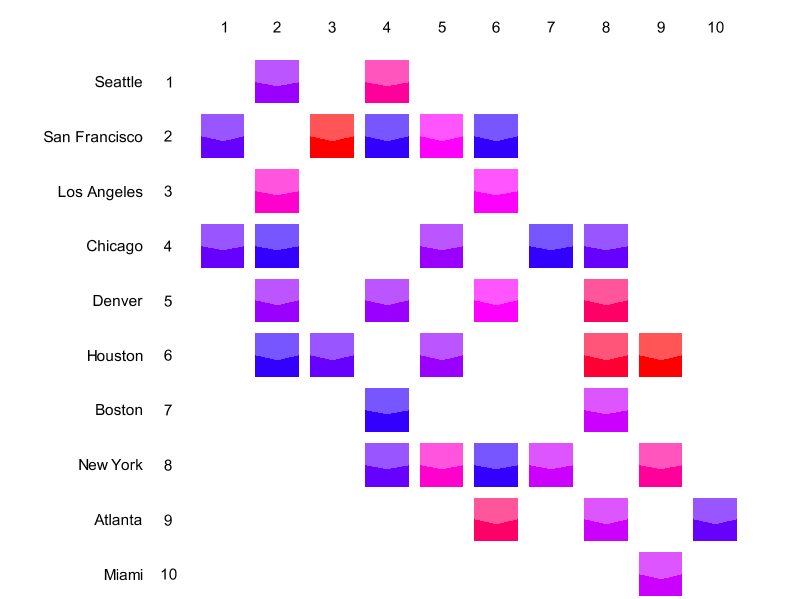 1 2 3 4 5 6 7 8 9 10
Seattle 1
San Francisco 2
Los Angeles 3
Chicago 4
Denver 5
Houston 6
Boston 7
New York 8
Atlanta 9
Miami 10